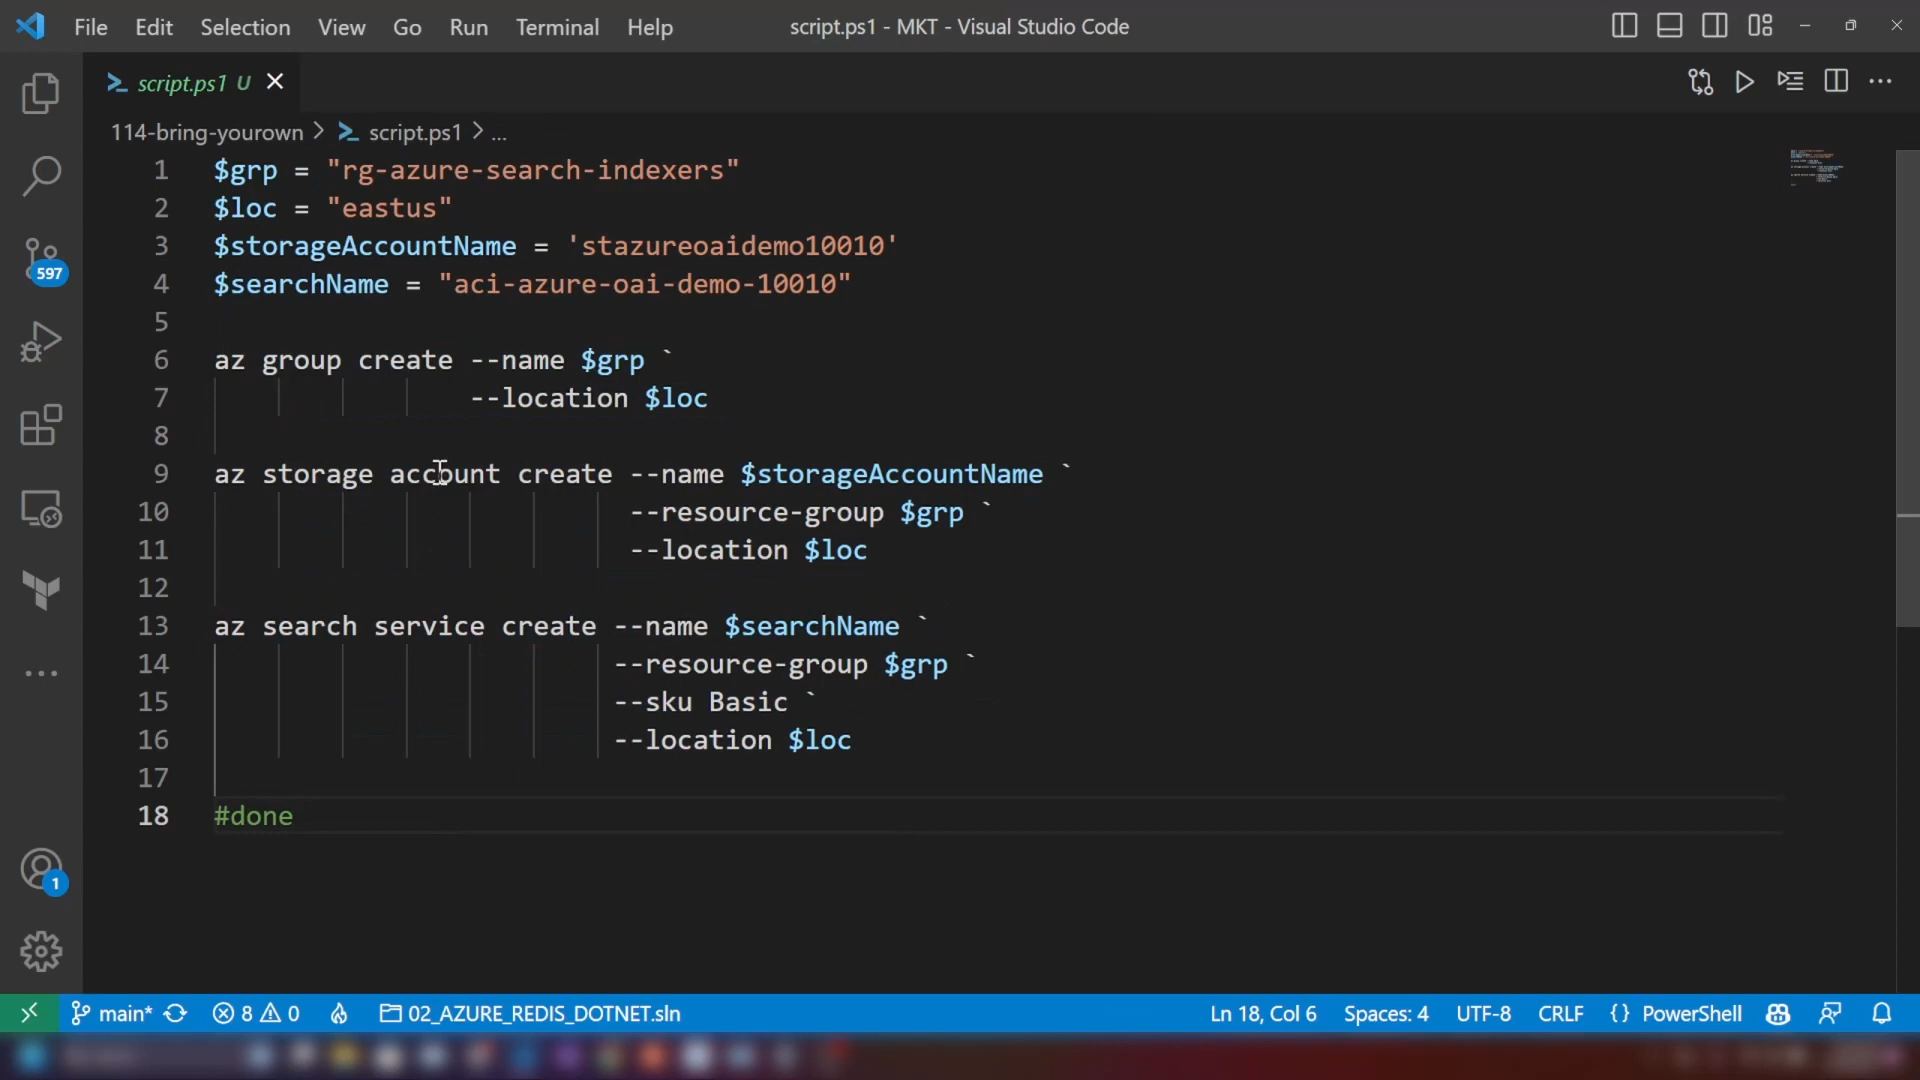 File Edit Selection View Go Run Terminal Help script.ps1 - MKT - Visual Studio Code
script.ps1 U
114-bring-yourown > script.ps1 > ...
1 $grp = "rg-azure-search-indexers"
2 $loc = "eastus"
3 $storageAccountName = 'stazureoaidemo10010'
4 $searchName = "aci-azure-oai-demo-10010"
5
6 az group create --name $grp `
7 --location $loc
8
9 az storage account create --name $storageAccountName `
10 --resource-group $grp `
11 --location $loc
12
13 az search service create --name $searchName `
14 --resource-group $grp `
15 --sku Basic `
16 --location $loc
17
18 #done
597
1
main* 8 0 02_AZURE_REDIS_DOTNET.sln Ln 18, Col 6 Spaces: 4 UTF-8 CRLF {} PowerShell